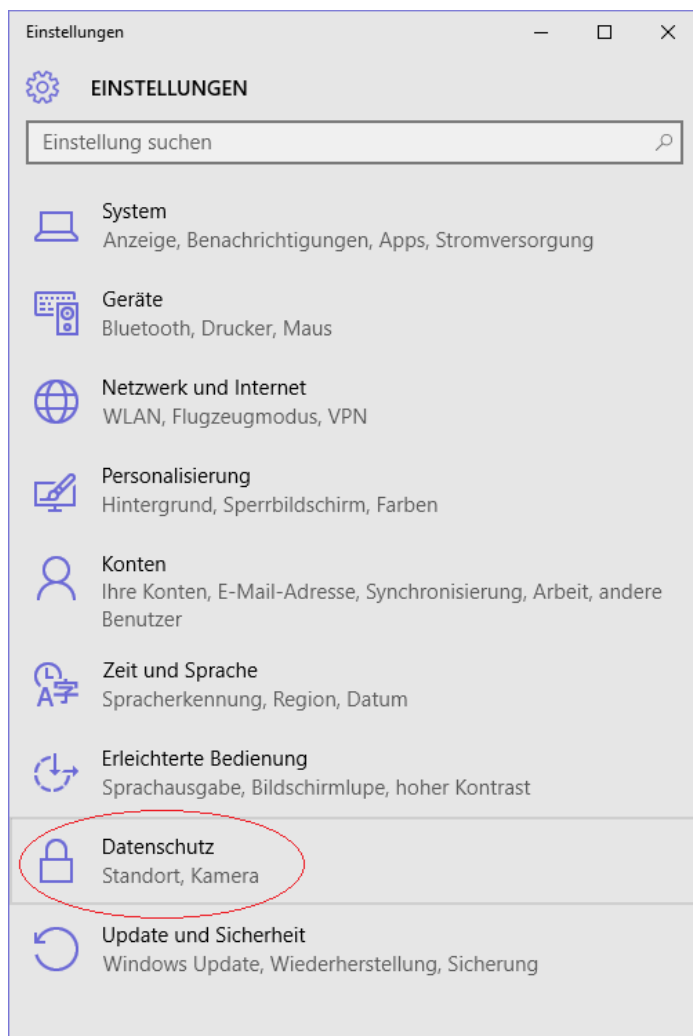 Einstellungen
EINSTELLUNGEN
Einstellung suchen
System
Anzeige, Benachrichtigungen, Apps, Stromversorgung
Geräte
Bluetooth, Drucker, Maus
Netzwerk und Internet
WLAN, Flugzeugmodus, VPN
Personalisierung
Hintergrund, Sperrbildschirm, Farben
Konten
Ihre Konten, E-Mail-Adresse, Synchronisierung, Arbeit, andere
Benutzer
Zeit und Sprache
Spracherkennung, Region, Datum
Erleichterte Bedienung
Sprachausgabe, Bildschirmlupe, hoher Kontrast
Datenschutz
Standort, Kamera
Update und Sicherheit
Windows Update, Wiederherstellung, Sicherung